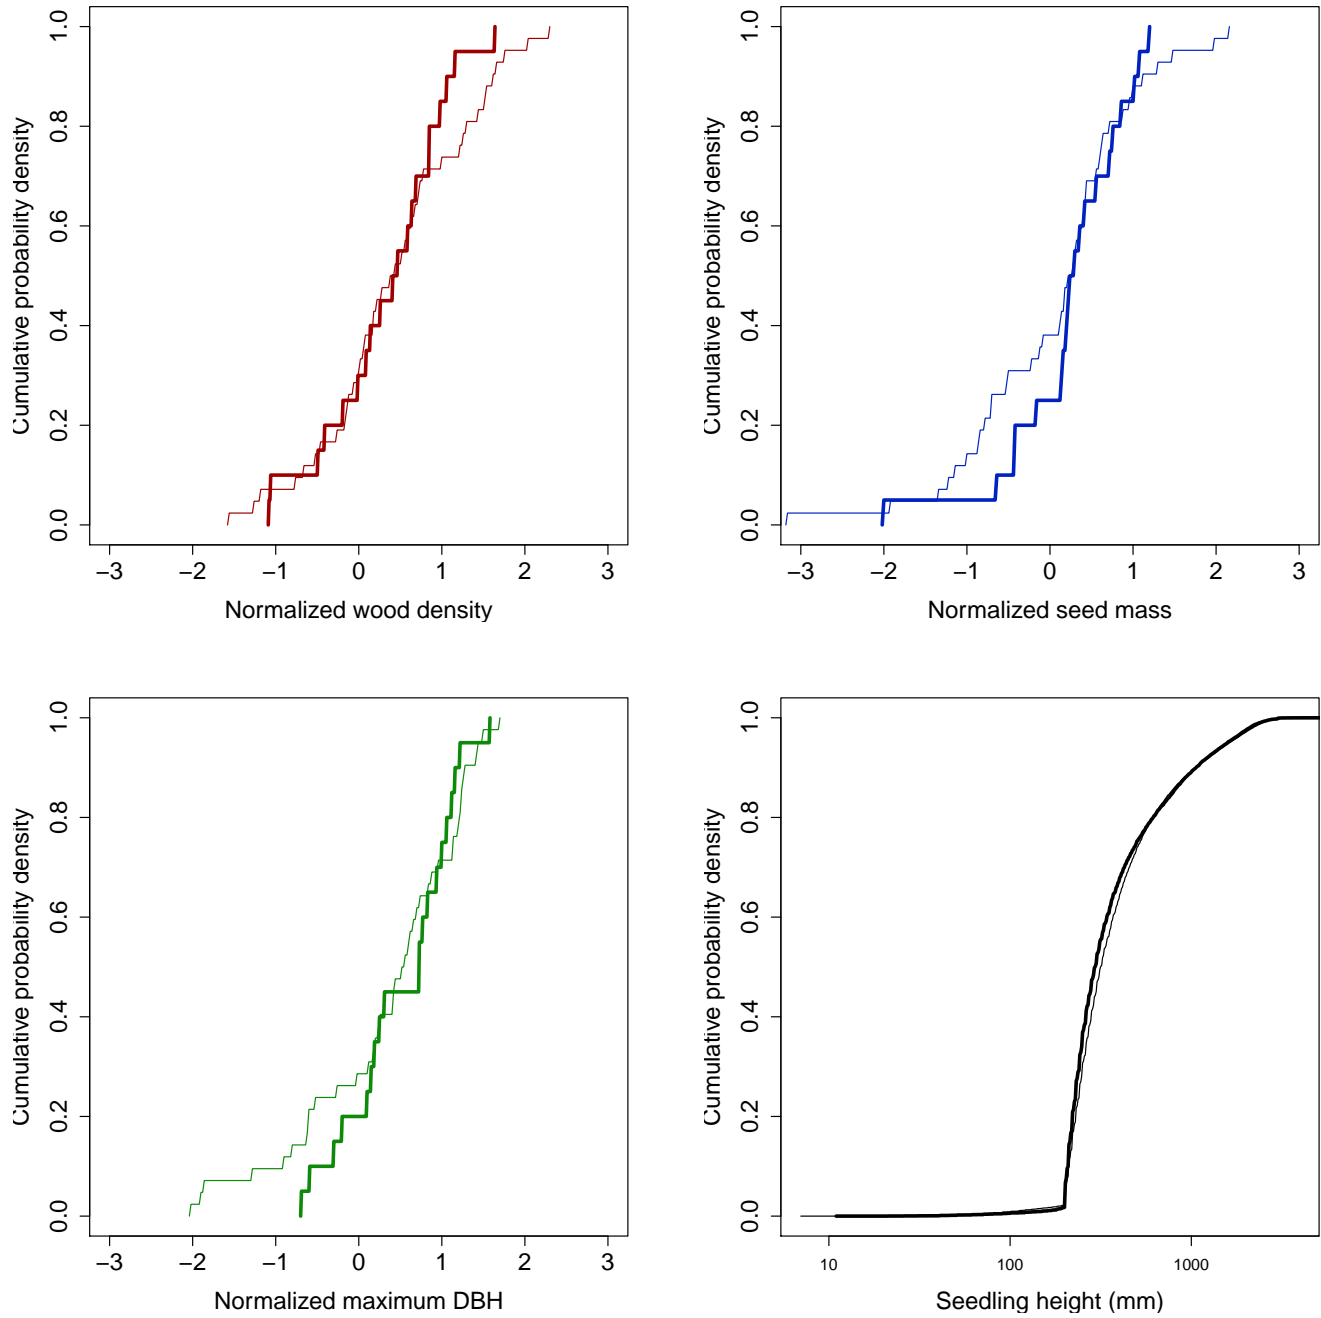 Cumulative probability density
0.0 0.2 0.4 0.6 0.8 1.0
−3 −2 −1 0 1 2 3
Normalized wood density
Cumulative probability density
0.0 0.2 0.4 0.6 0.8 1.0
−3 −2 −1 0 1 2 3
Normalized seed mass
Cumulative probability density
0.0 0.2 0.4 0.6 0.8 1.0
−3 −2 −1 0 1 2 3
Normalized maximum DBH
Cumulative probability density
0.0 0.2 0.4 0.6 0.8 1.0
10 100 1000
Seedling height (mm)